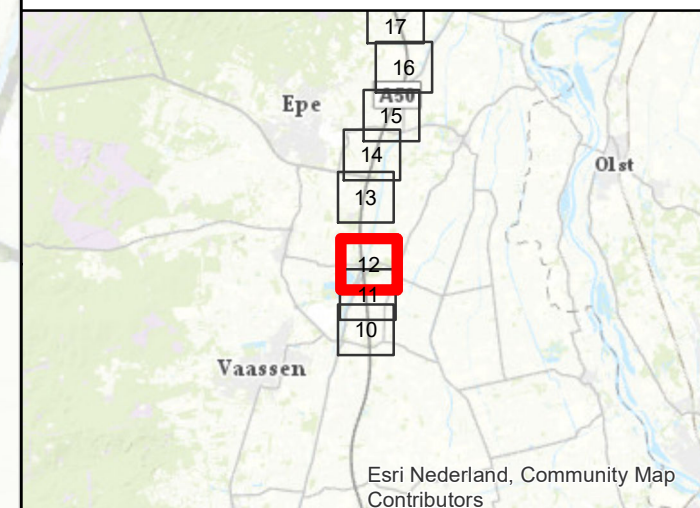 17
16
A50
Epe
15
14
Olst
13
12
11
10
Vaassen
Esri Nederland, Community Map
Contributors